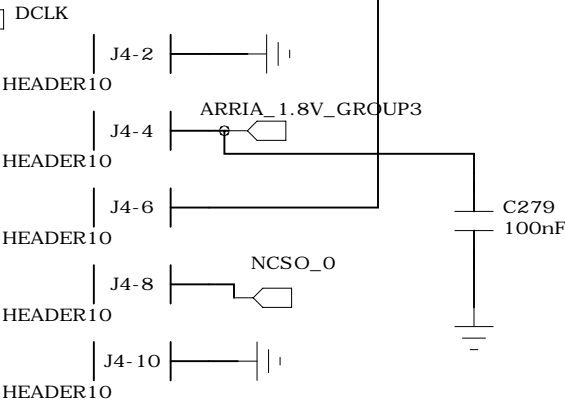 DCLK
J4-2
HEADER10
ARRIA_1.8V_GROUP3
J4-4
HEADER10
J4-6
C279
100nF
HEADER10
NCSO_0
J4-8
HEADER10
J4-10
HEADER10